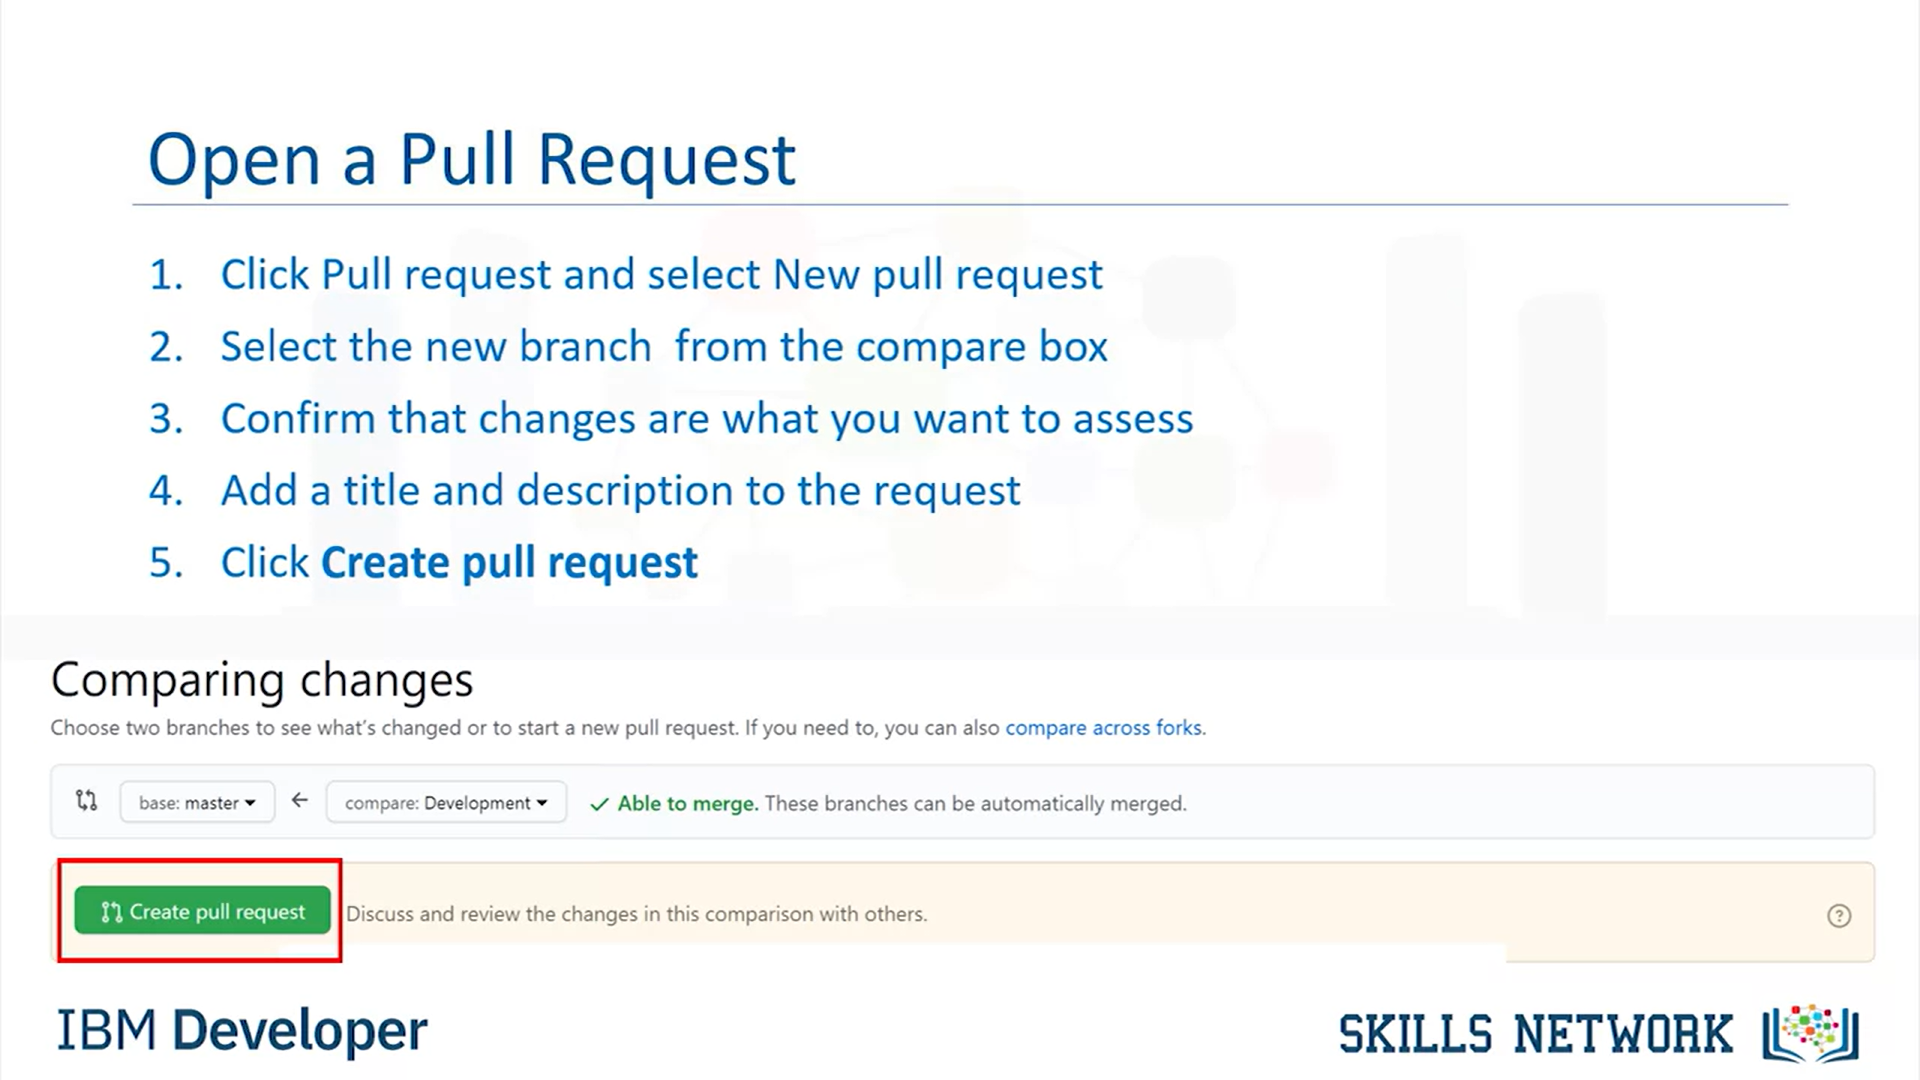 Open a Pull Request
1. Click Pull request and select New pull request
2. Select the new branch  from the compare box
3. Confirm that changes are what you want to assess
4. Add a title and description to the request
5. Click Create pull request
Comparing changes
Choose two branches to see what's changed or to start a new pull request. If you need to, you can also compare across forks.
base: master compare: Development Able to merge. These branches can be automatically merged.
Create pull request Discuss and review the changes in this comparison with others.
IBM Developer SKILLS NETWORK